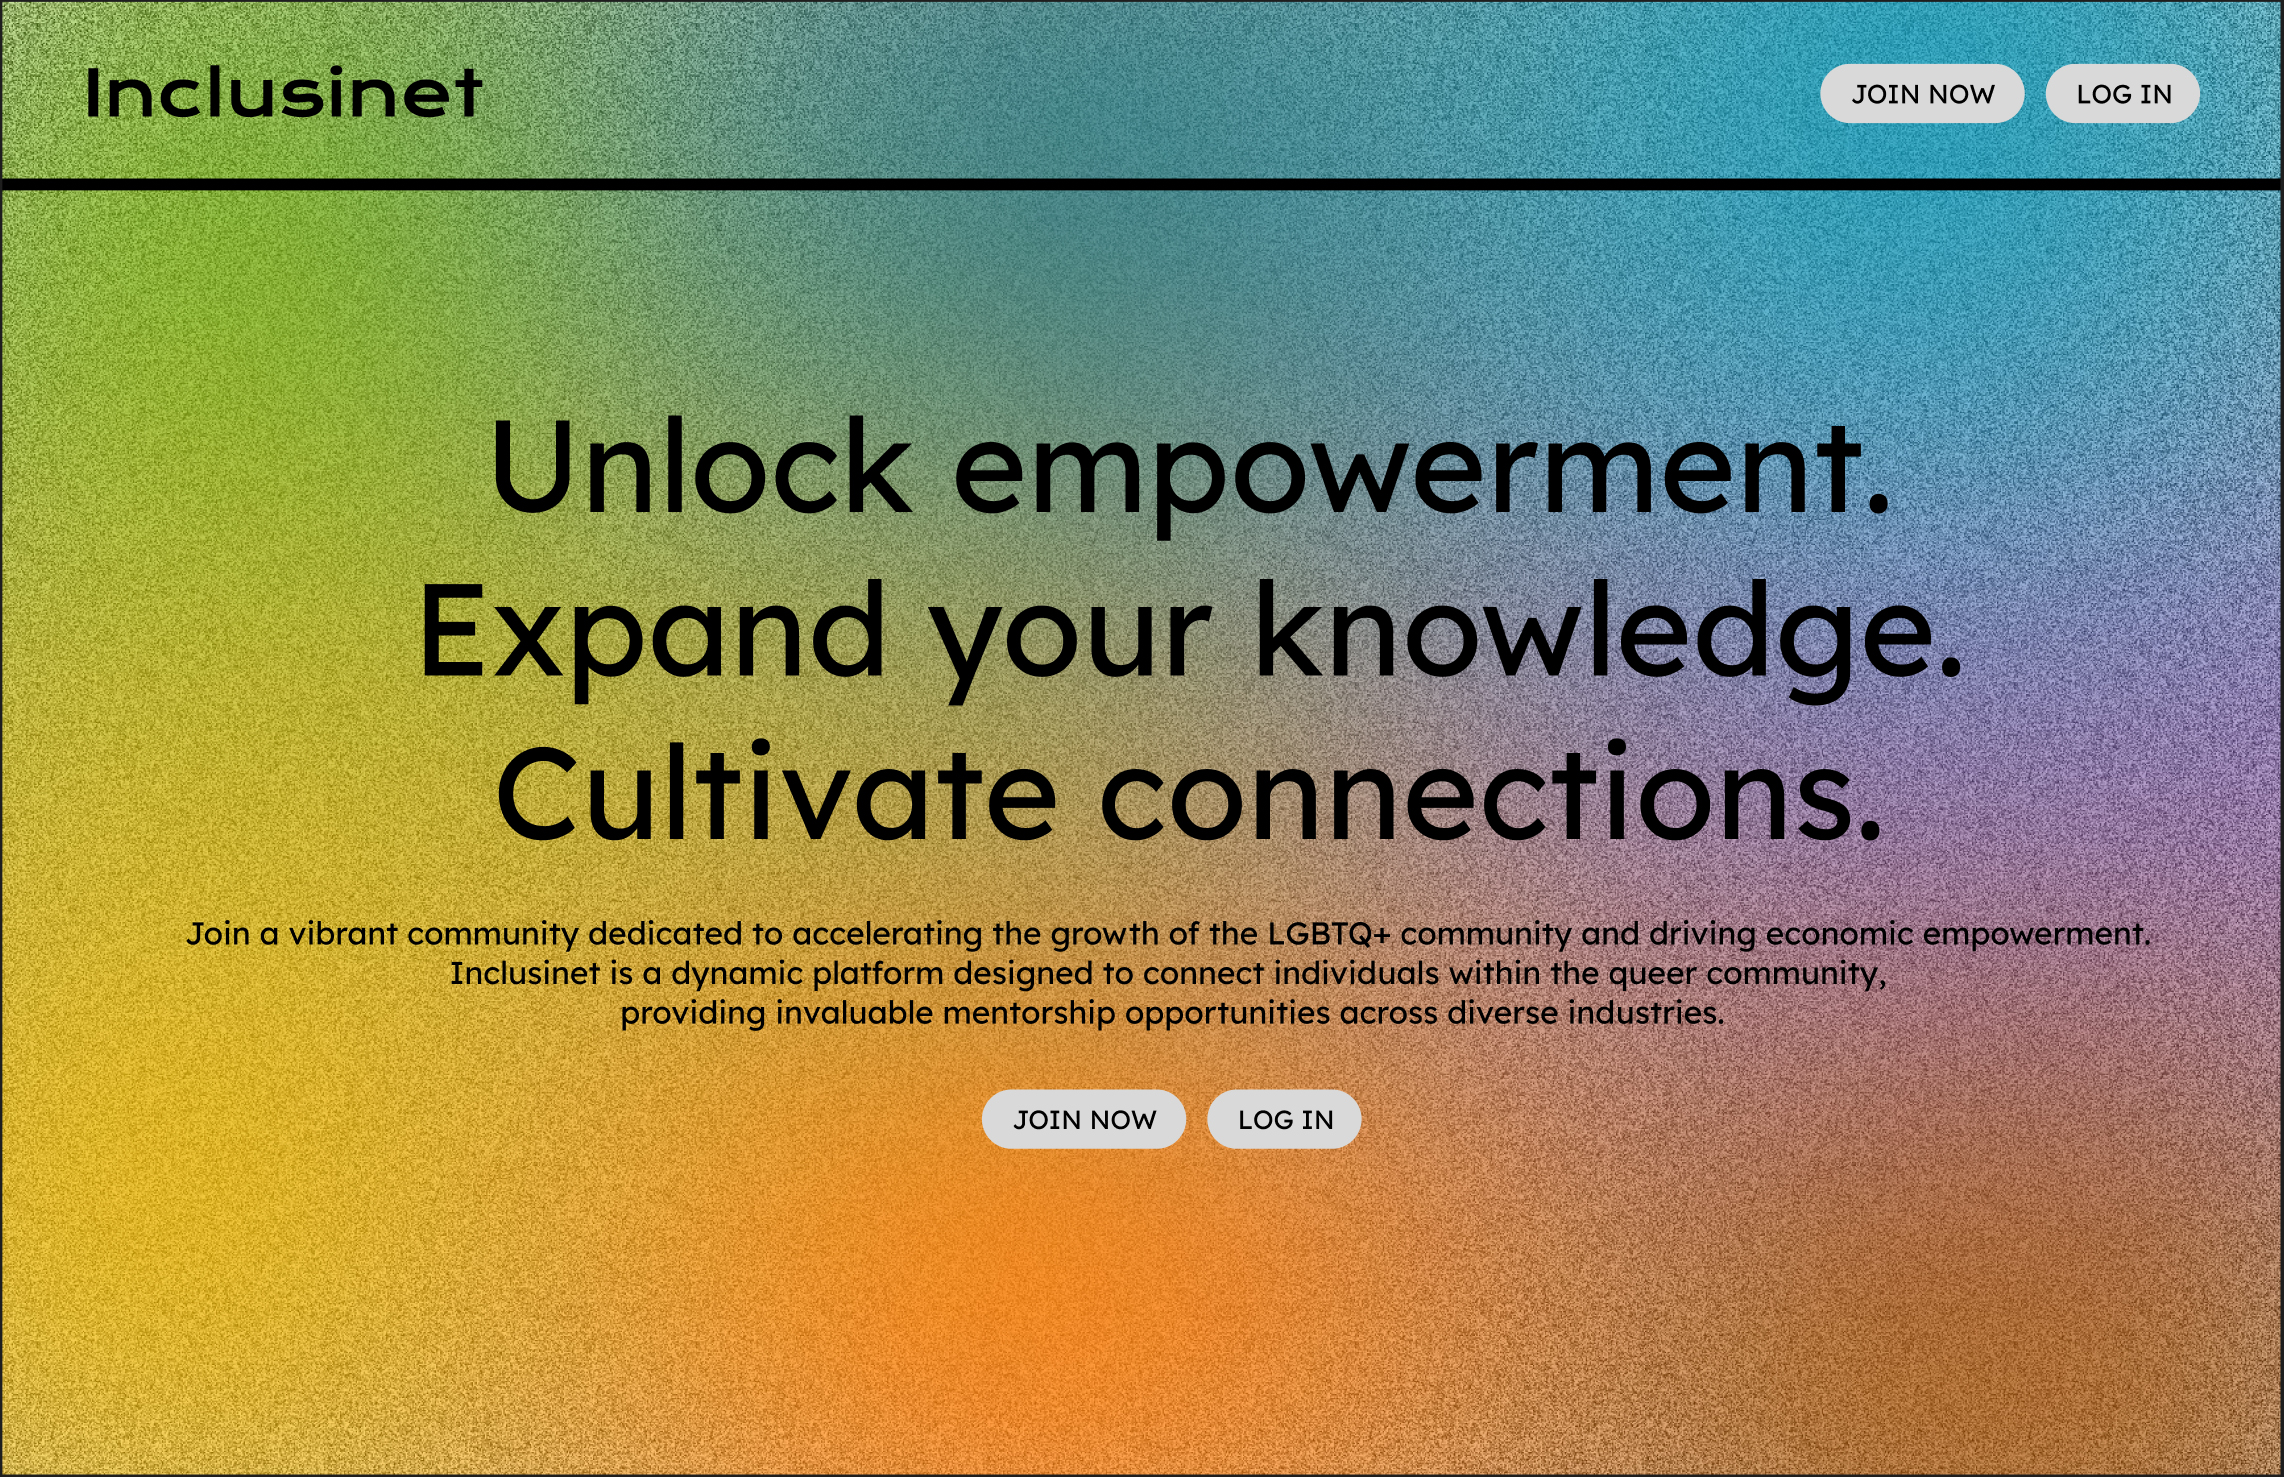 Inclusinet
JOIN NOW
LOG IN
Unlock empowerment.
Expand your knowledge.
Cultivate connections.
Join a vibrant community dedicated to accelerating the growth of the LGBTQ+ community and driving economic empowerment.
Inclusinet is a dynamic platform designed to connect individuals within the queer community,
providing invaluable mentorship opportunities across diverse industries.
JOIN NOW
LOG IN